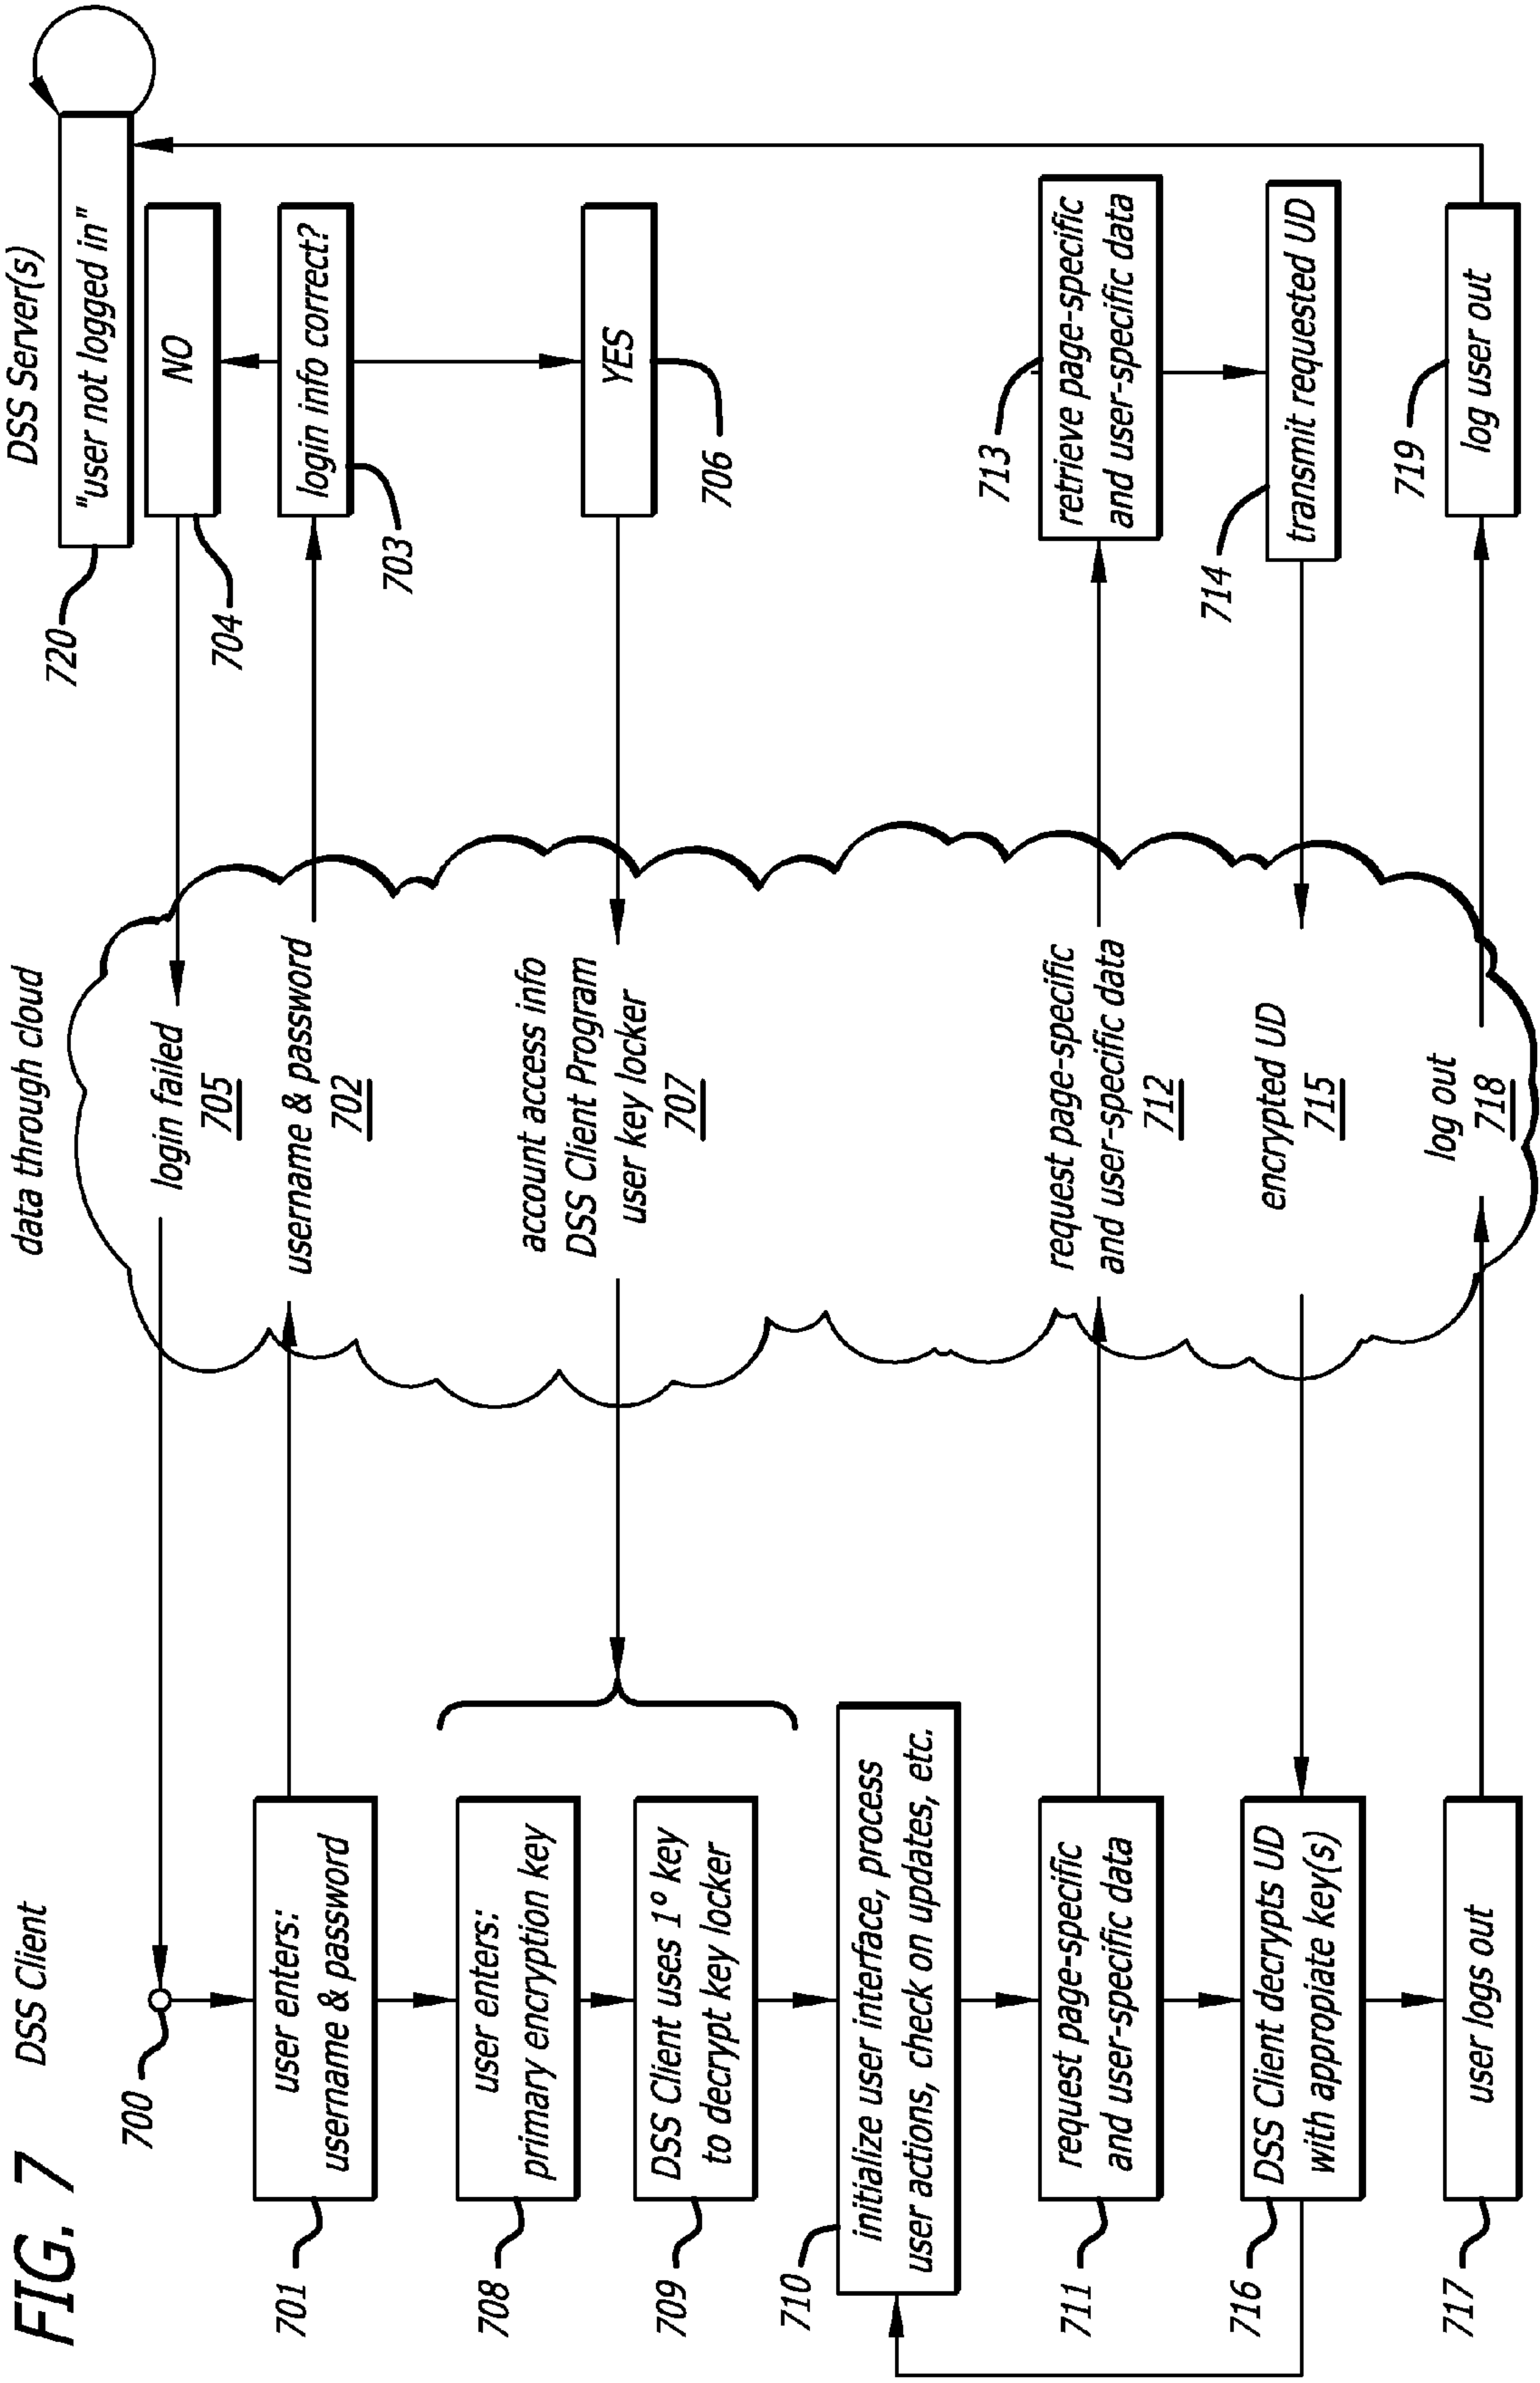 FIG. 7
DSS Client
data through cloud
DSS Server(s)
700
login failed
705
NO
704
"user not logged in"
720
701
user enters:
username & password
username & password
702
login info correct?
703
708
user enters:
primary encryption key
account access info
DSS Client Program
user key locker
707
YES
706
709
DSS Client uses 1° key
to decrypt key locker
710
initialize user interface, process
user actions, check on updates, etc.
711
request page-specific
and user-specific data
request page-specific
and user-specific data
712
713
retrieve page-specific
and user-specific data
716
DSS Client decrypts UD
with appropiate key(s)
encrypted UD
715
714
transmit requested UD
717
user logs out
log out
718
719
log user out